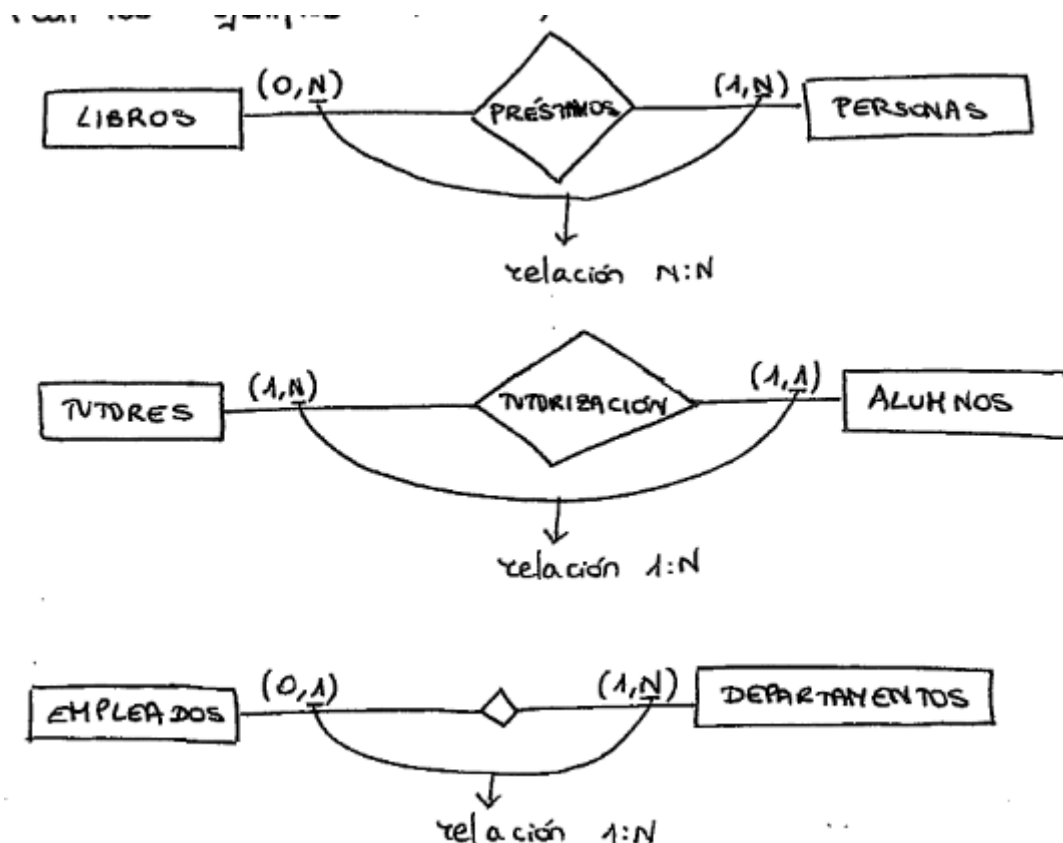 (0,N)
(1,N)
LIBROS
PRÉSTAMOS
PERSONAS
relación N:N
(1,N)
(1,1)
TUTORES
TUTORIZACIÓN
ALUMNOS
relación 1:N
(0,1)
(1,N)
EMPLEADOS
DEPARTAMENTOS
relación 1:N